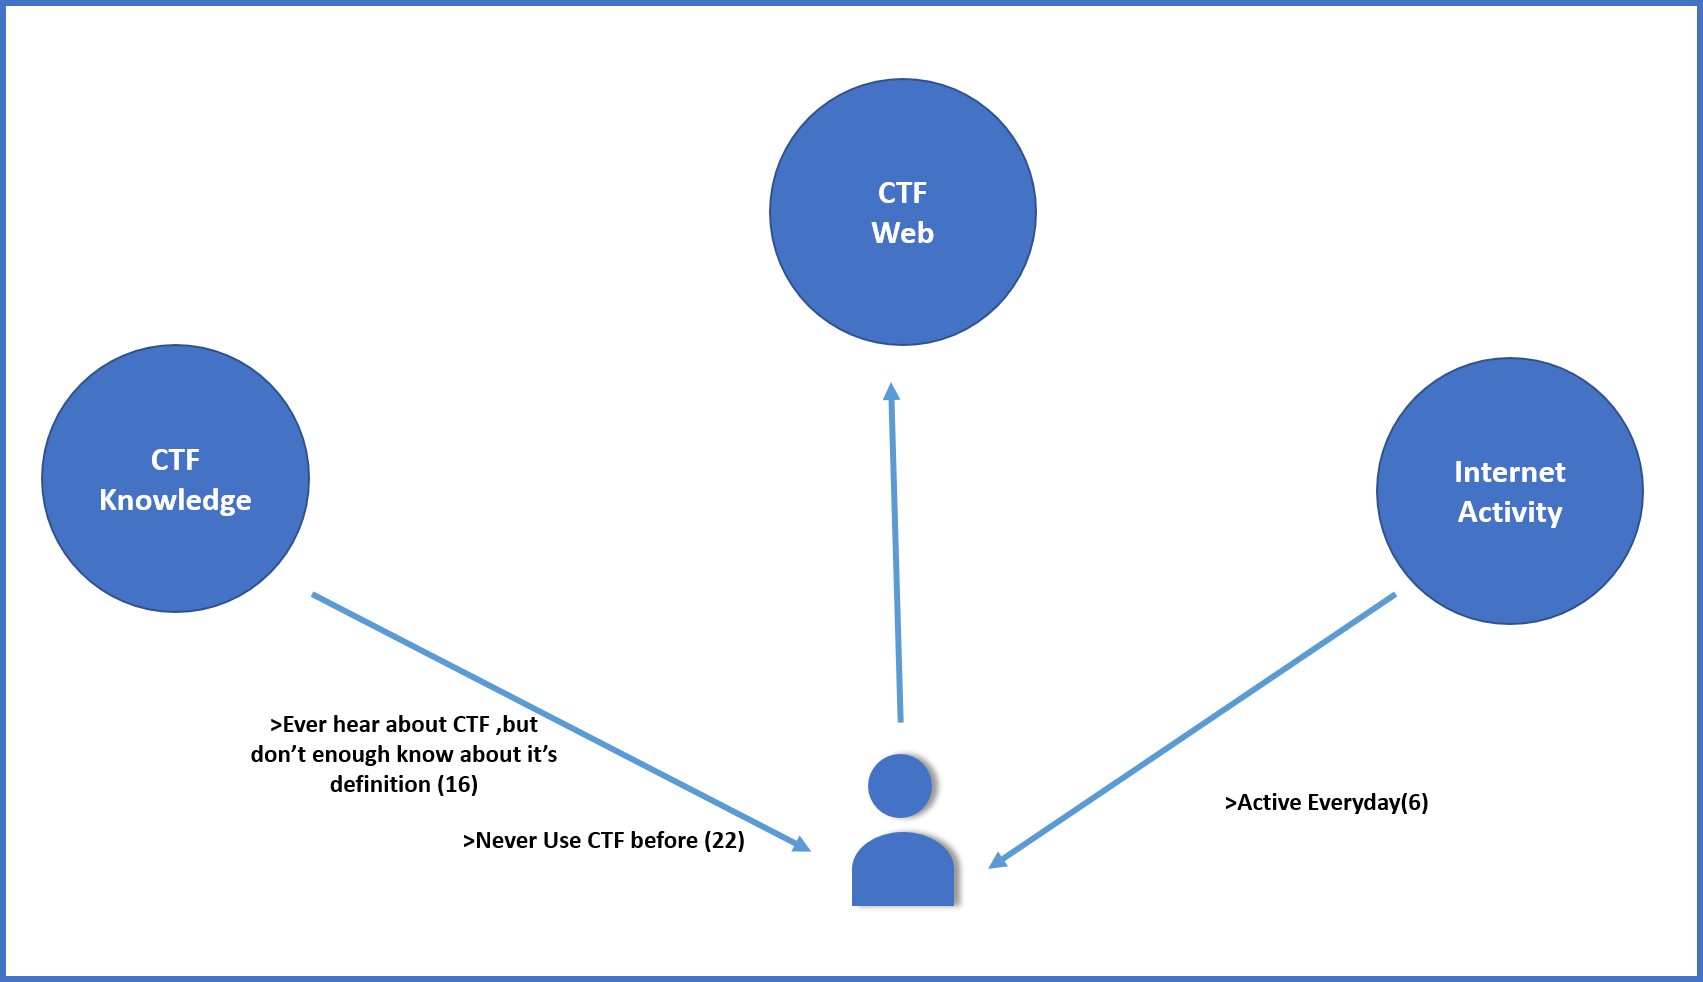 CTF
Web
CTF
Knowledge
Internet
Activity
>Ever hear about CTF ,but
don’t enough know about it’s
definition (16)
>Never Use CTF before (22)
>Active Everyday(6)